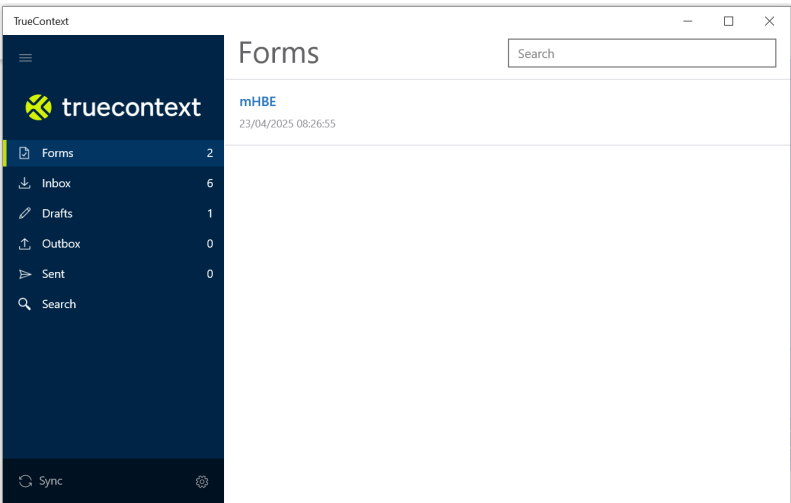 TrueContext
Forms
Search
truecontext
mHBE
23/04/2025 08:26:55
Forms 2
Inbox 6
Drafts 1
Outbox 0
Sent 0
Search
Sync